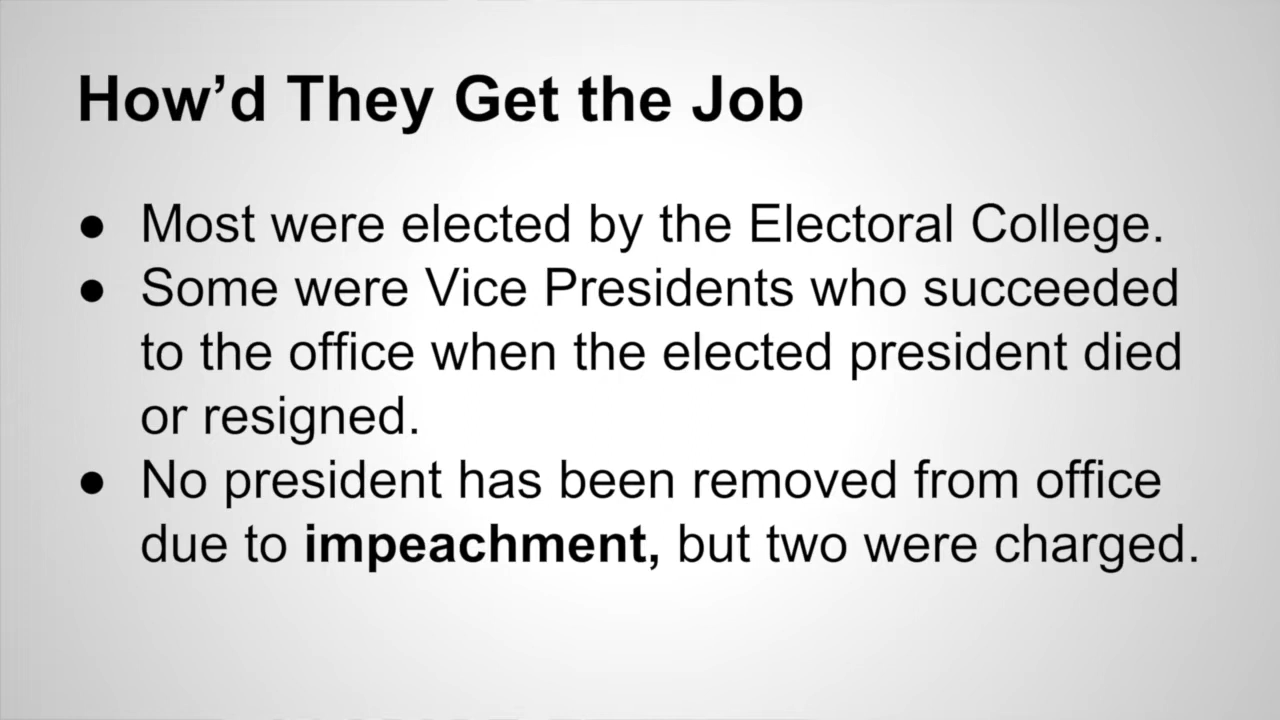 How’d They Get the Job
● Most were elected by the Electoral College.
● Some were Vice Presidents who succeeded
to the office when the elected president died
or resigned.
● No president has been removed from office
due to impeachment, but two were charged.